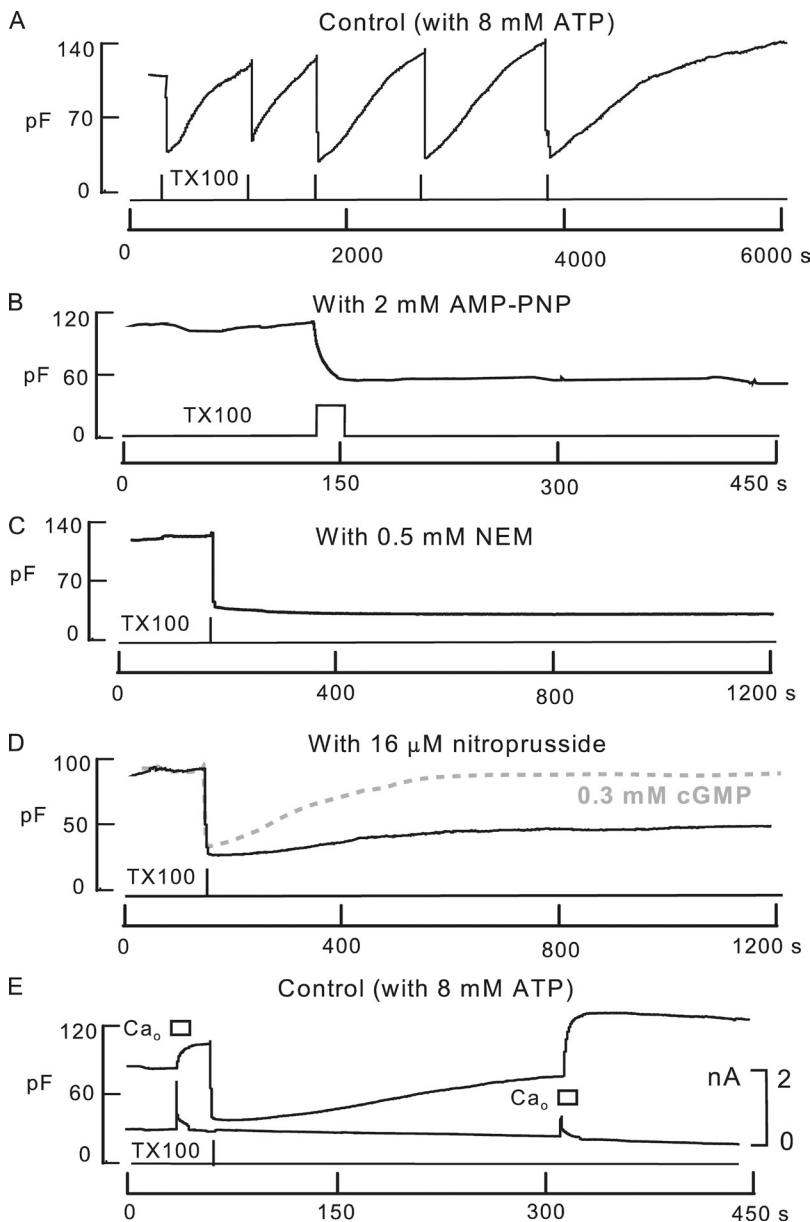 A
Control (with 8 mM ATP)
140
pF 70
0
TX100
0 2000 4000 6000 s
B
With 2 mM AMP-PNP
120
pF 60
0
TX100
0 150 300 450 s
C
With 0.5 mM NEM
140
pF 70
0
TX100
0 400 800 1200 s
D
With 16 μM nitroprusside
100
0.3 mM cGMP
pF 50
0
TX100
0 400 800 1200 s
E
Control (with 8 mM ATP)
120 Cao
pF 60
0
Cao
nA 2
0
TX100
0 150 300 450 s